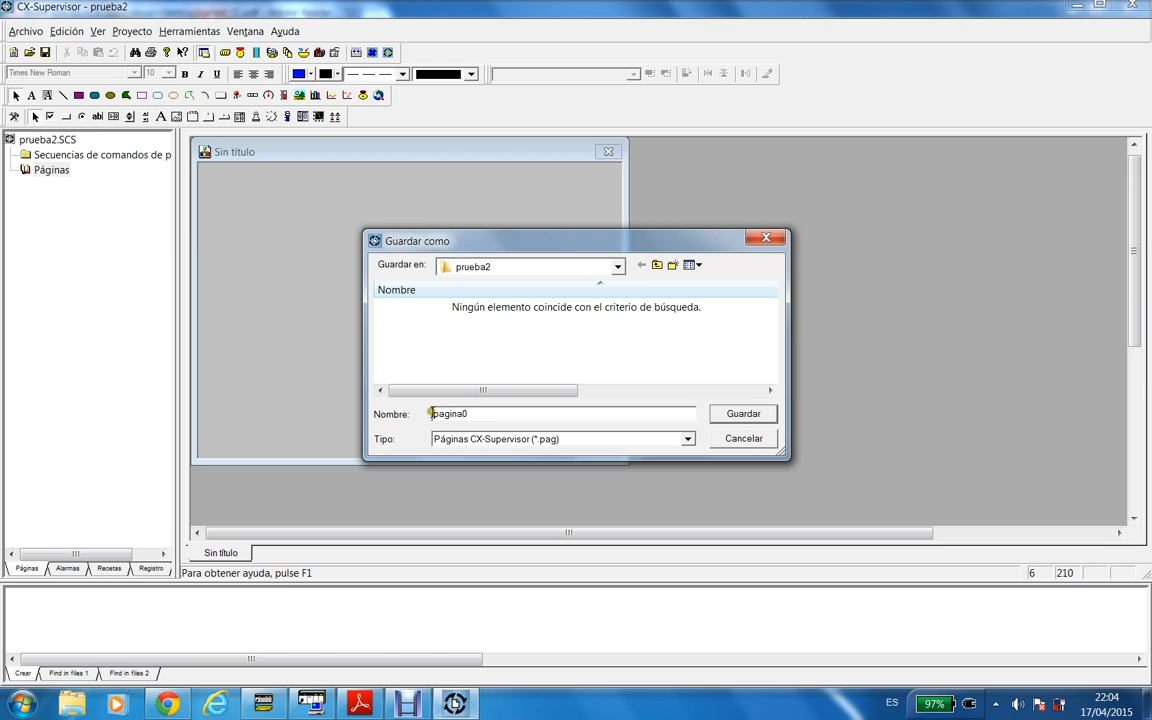 CX-Supervisor - prueba2
Archivo Edición Ver Proyecto Herramientas Ventana Ayuda
Times New Roman 10
prueba2.SCS
Secuencias de comandos de p
Páginas
Sin título
Guardar como
Guardar en: prueba2
Nombre
Ningún elemento coincide con el criterio de búsqueda.
Nombre: pagina0 Guardar
Tipo: Páginas CX-Supervisor (*.pag) Cancelar
Sin título
Páginas Alarmas Recetas Registro
Para obtener ayuda, pulse F1 6 210
Crear Find in files 1 Find in files 2
ES 97% 22:04
17/04/2015